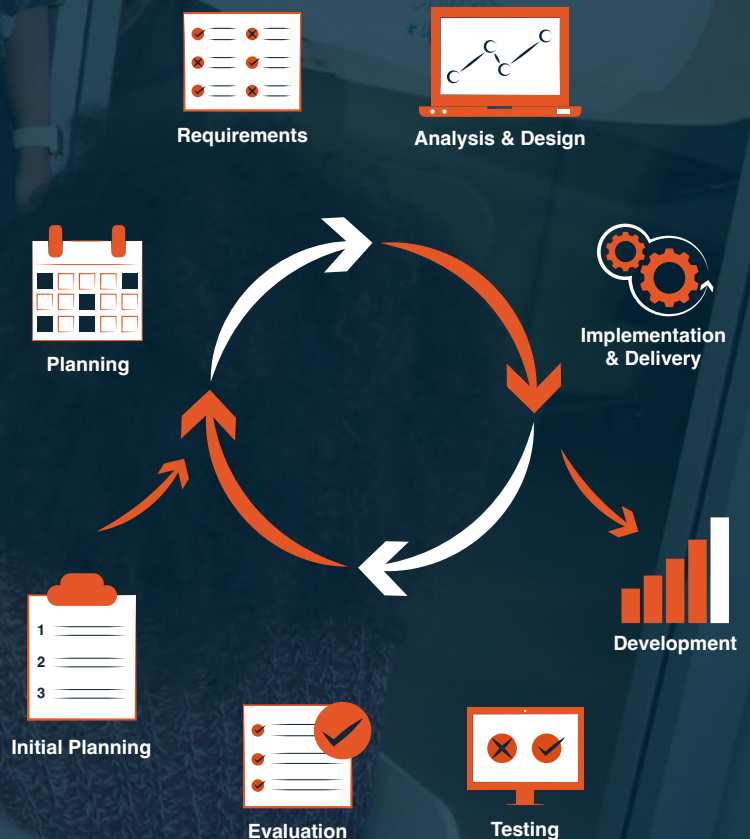 Requirements
Analysis & Design
Planning
Implementation
& Delivery
1
2
3
Initial Planning
Development
Evaluation
Testing